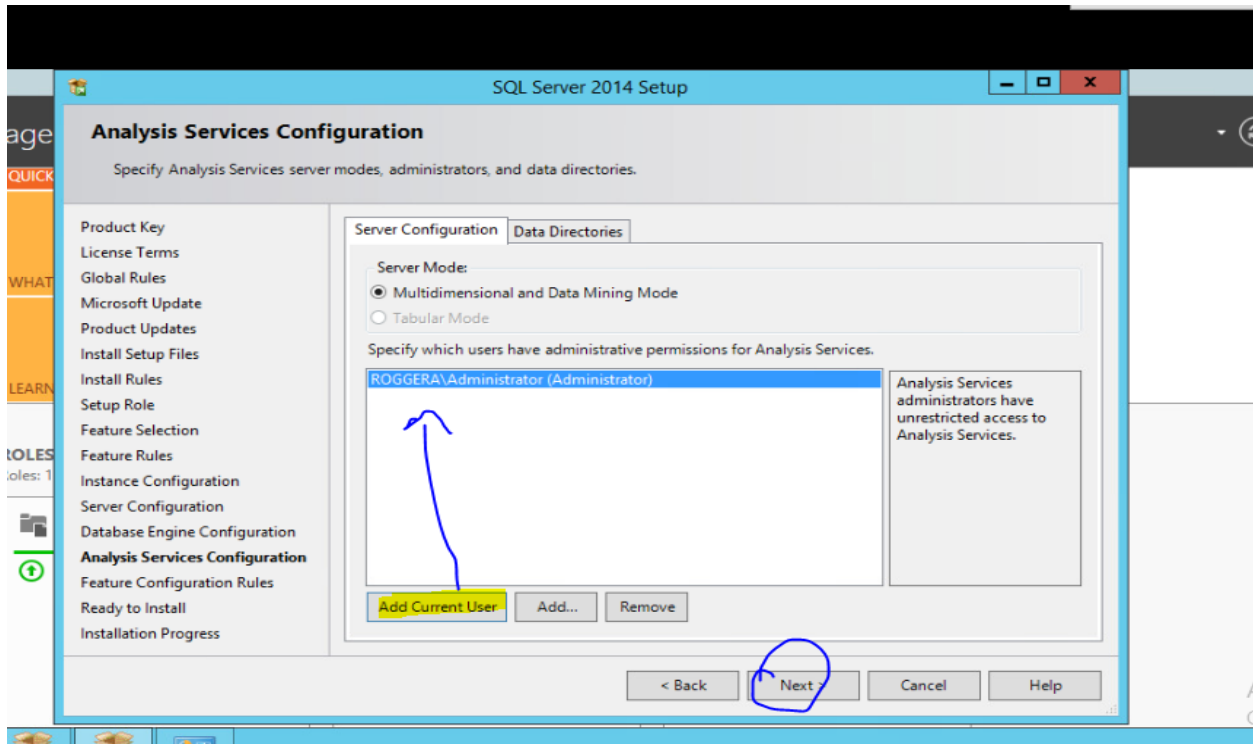 SQL Server 2014 Setup
age
QUICK
WHAT
LEARN
ROLES
oles: 1
Analysis Services Configuration
Specify Analysis Services server modes, administrators, and data directories.
Product Key
License Terms
Global Rules
Microsoft Update
Product Updates
Install Setup Files
Install Rules
Setup Role
Feature Selection
Feature Rules
Instance Configuration
Server Configuration
Database Engine Configuration
Analysis Services Configuration
Feature Configuration Rules
Ready to Install
Installation Progress
Server Configuration Data Directories
Server Mode:
Multidimensional and Data Mining Mode
Tabular Mode
Specify which users have administrative permissions for Analysis Services.
ROGGERA\Administrator (Administrator)
Analysis Services
administrators have
unrestricted access to
Analysis Services.
Add Current User Add... Remove
< Back Next > Cancel Help